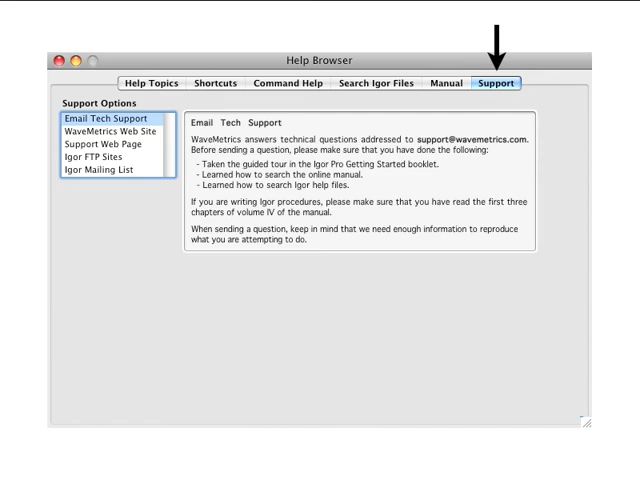 Help Browser
Help Topics Shortcuts Command Help Search Igor Files Manual Support
Support Options
Email Tech Support
WaveMetrics Web Site
Support Web Page
Igor FTP Sites
Igor Mailing List
Email Tech Support
WaveMetrics answers technical questions addressed to support@wavemetrics.com.
Before sending a question, please make sure that you have done the following:
- Taken the guided tour in the Igor Pro Getting Started booklet.
- Learned how to search the online manual.
- Learned how to search Igor help files.
If you are writing Igor procedures, please make sure that you have read the first three
chapters of volume IV of the manual.
When sending a question, keep in mind that we need enough information to reproduce
what you are attempting to do.